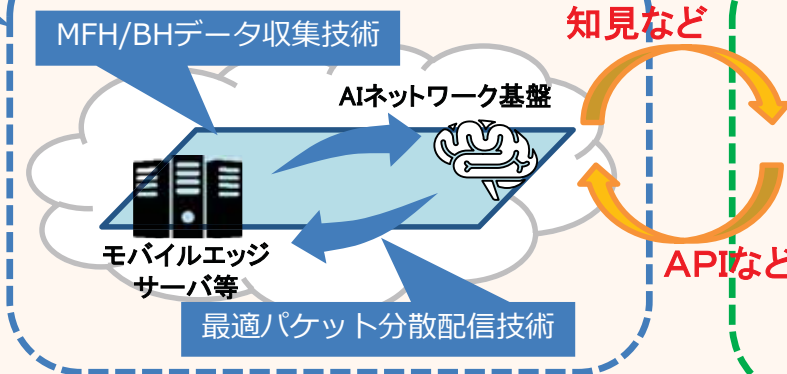 知見など
MFH/BHデータ収集技術
AIネットワーク基盤
モバイルエッジ
サーバ等
APIなど
最適パケット分散配信技術